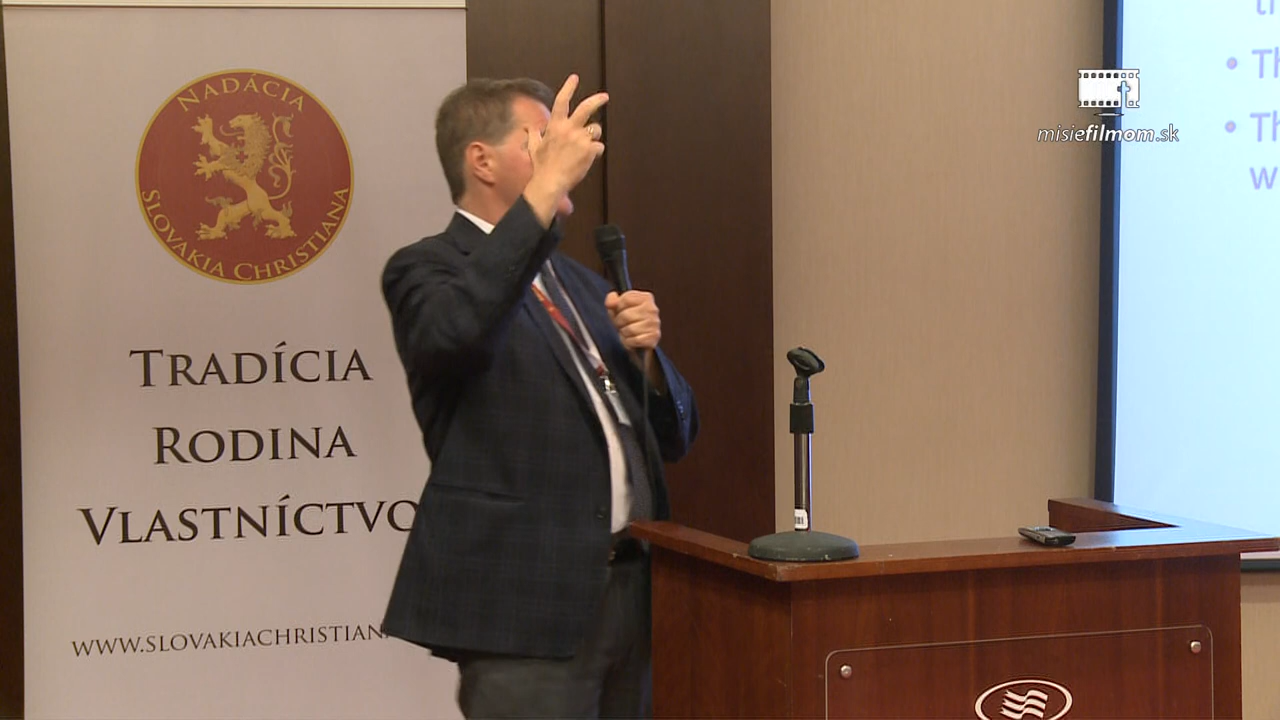 NADÁCIA
SLOVAKIA CHRISTIANA
TRADÍCIA
RODINA
VLASTNÍCTVO
misiefilmom.sk